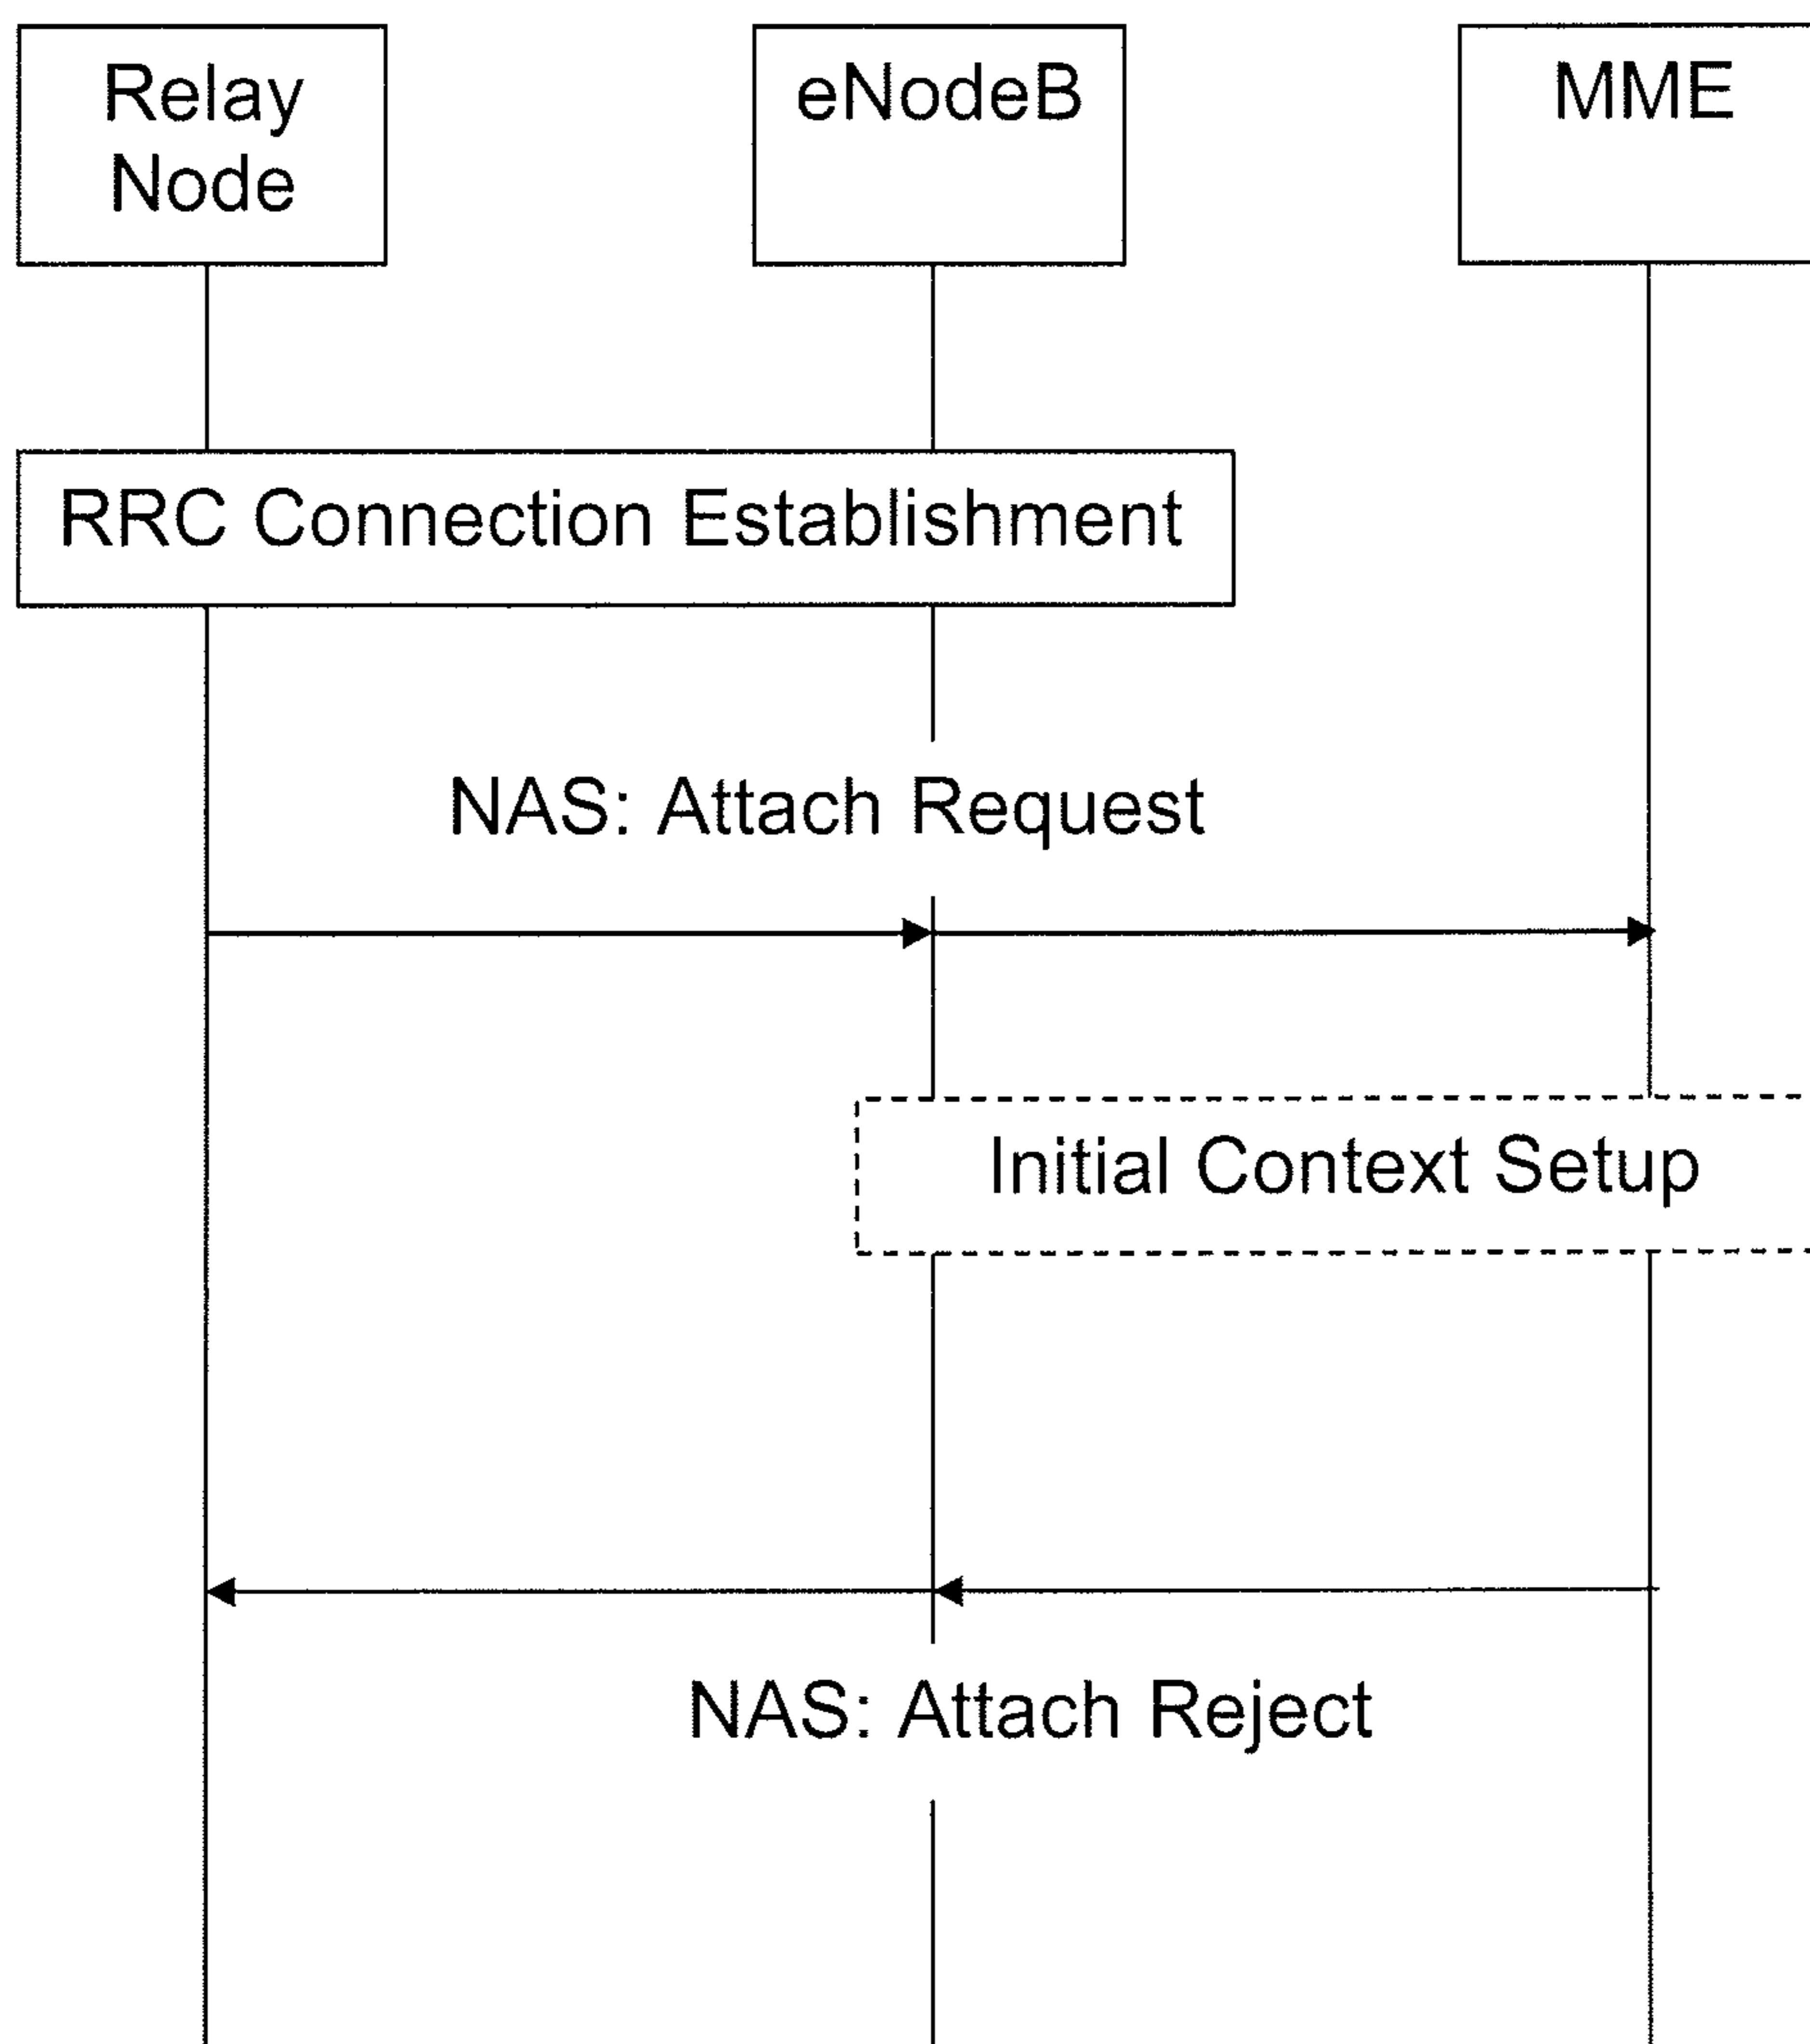 Relay
Node
eNodeB
MME
RRC Connection Establishment
NAS: Attach Request
Initial Context Setup
NAS: Attach Reject